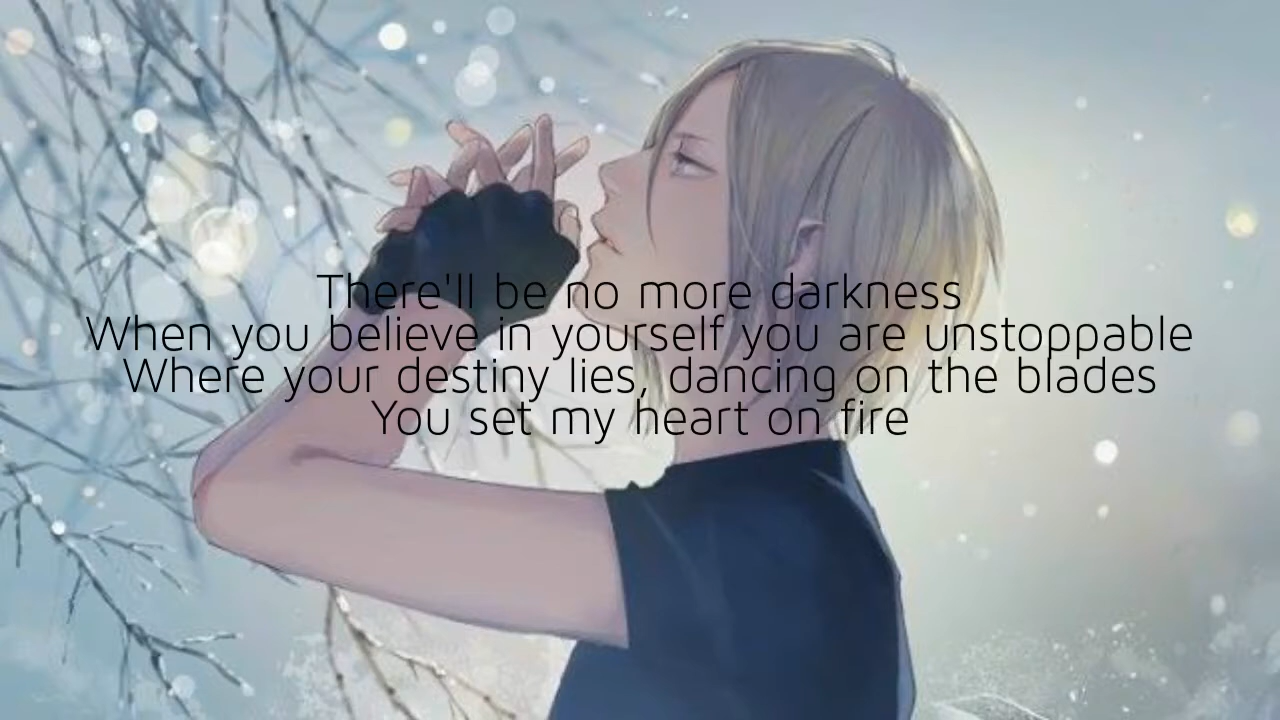 There'll be no more darkness
When you believe in yourself you are unstoppable
Where your destiny lies, dancing on the blades
You set my heart on fire